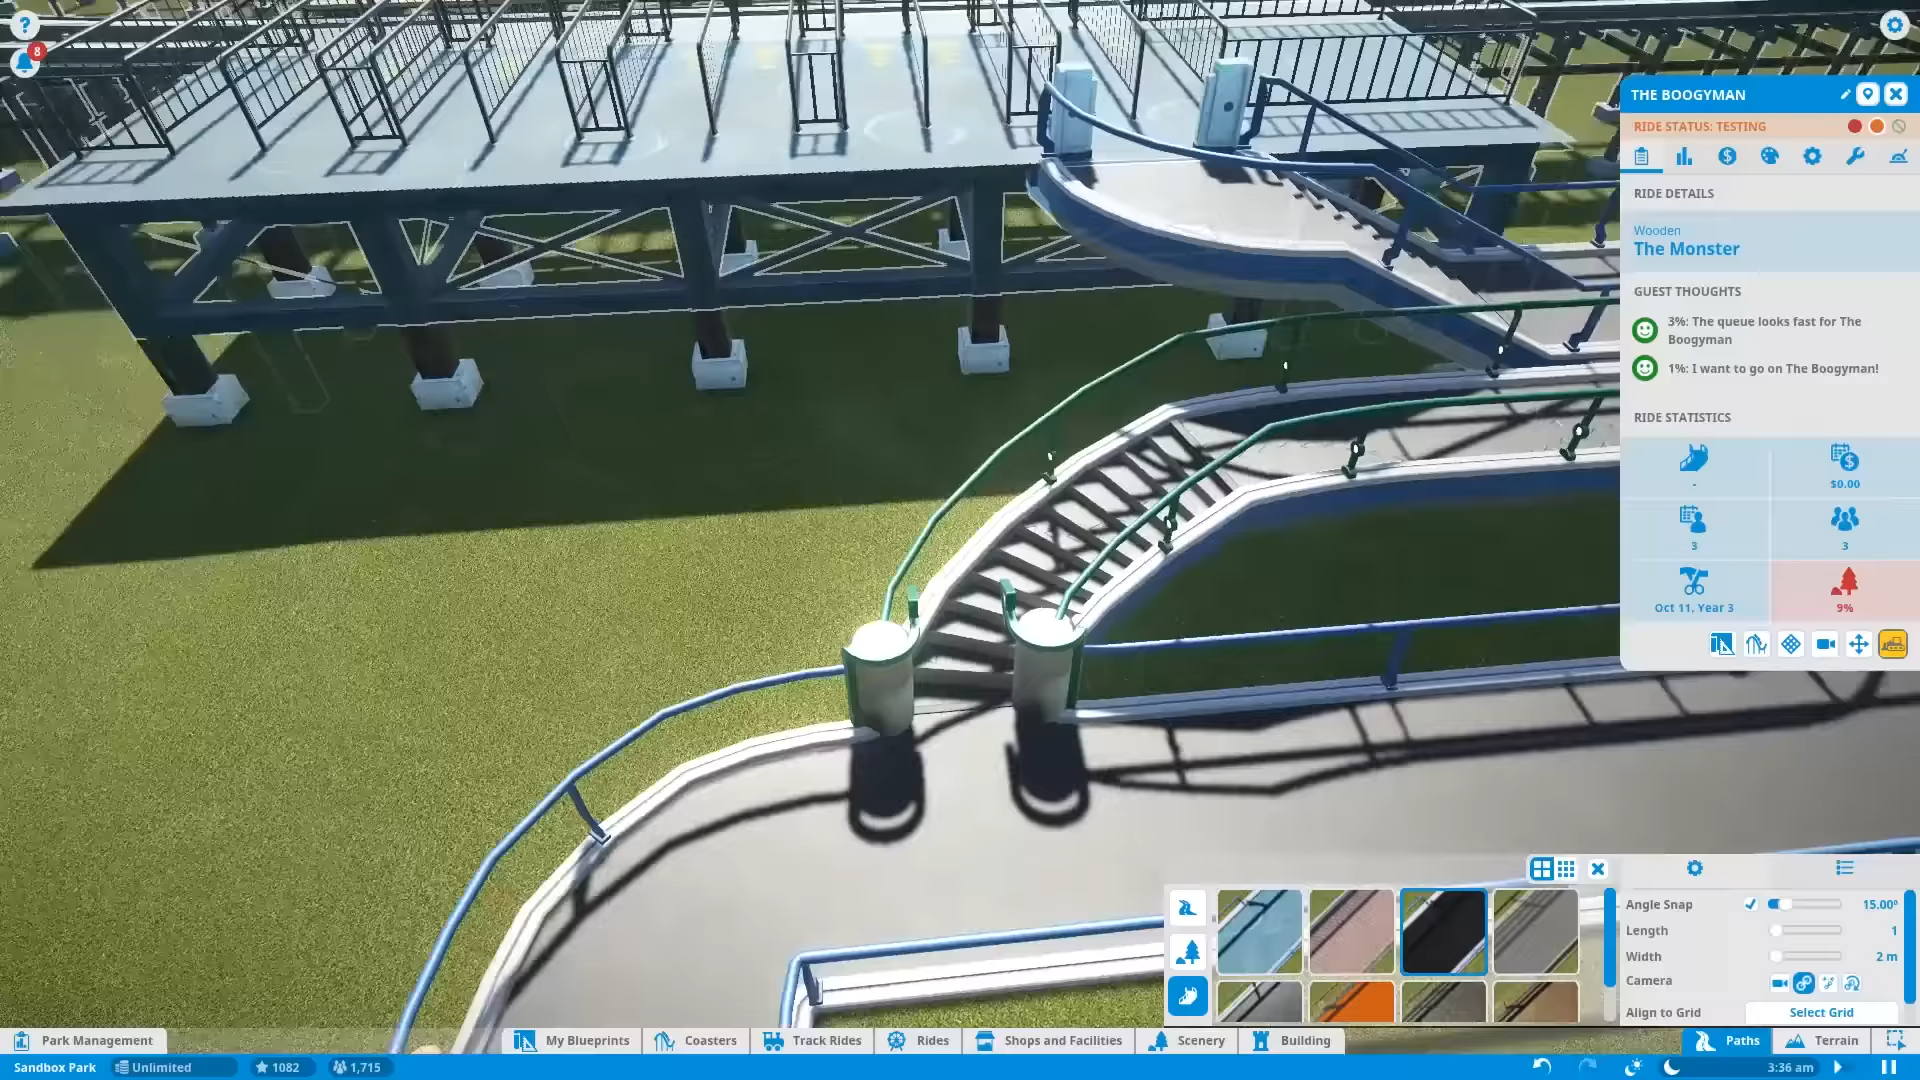 ?
8
THE BOOGYMAN
RIDE STATUS: TESTING
RIDE DETAILS
Wooden
The Monster
GUEST THOUGHTS
3%: The queue looks fast for The
Boogyman
1%: I want to go on The Boogyman!
RIDE STATISTICS
-
$0.00
3
3
Oct 11, Year 3
9%
Angle Snap
15.00°
Length
1
Width
2 m
Camera
Align to Grid
Select Grid
Park Management
My Blueprints
Coasters
Track Rides
Rides
Shops and Facilities
Scenery
Building
Paths
Terrain
Sandbox Park
Unlimited
1082
1,715
3:36 am